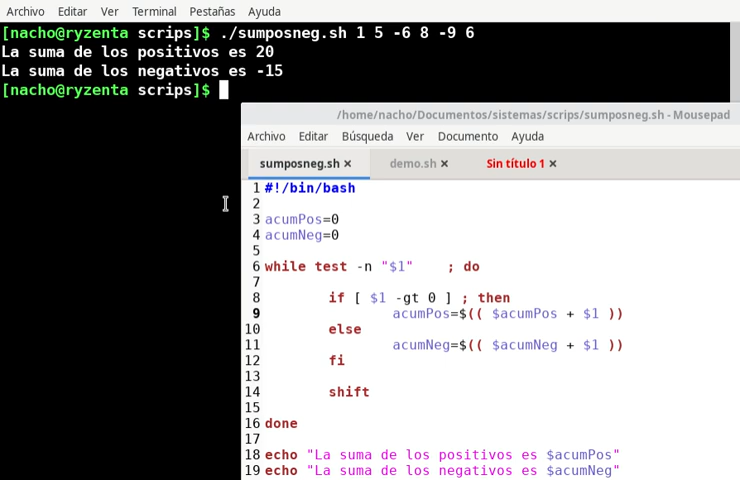 Archivo Editar Ver Terminal Pestañas Ayuda
[nacho@ryzenta scrips]$ ./sumposneg.sh 1 5 -6 8 -9 6
La suma de los positivos es 20
La suma de los negativos es -15
[nacho@ryzenta scrips]$
/home/nacho/Documentos/sistemas/scrips/sumposneg.sh - Mousepad
Archivo Editar Búsqueda Ver Documento Ayuda
sumposneg.sh × demo.sh × Sin título 1 ×
1 #!/bin/bash
2
3 acumPos=0
4 acumNeg=0
5
6 while test -n "$1" ; do
7
8 if [ $1 -gt 0 ] ; then
9 acumPos=$(( $acumPos + $1 ))
10 else
11 acumNeg=$(( $acumNeg + $1 ))
12 fi
13
14 shift
15
16 done
17
18 echo "La suma de los positivos es $acumPos"
19 echo "La suma de los negativos es $acumNeg"